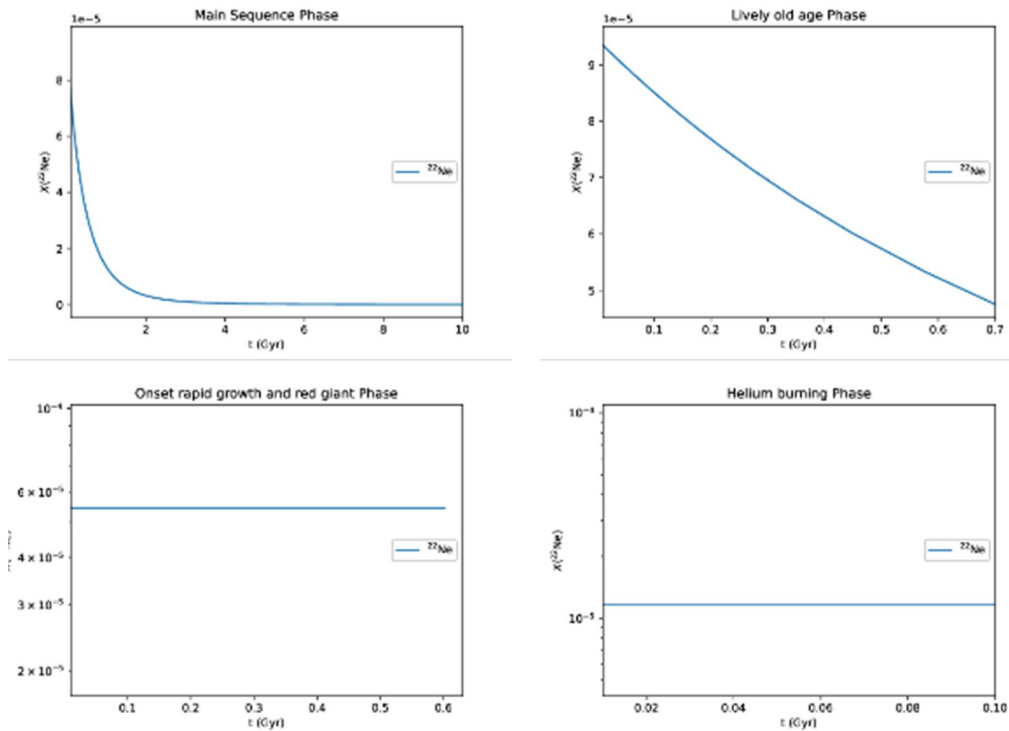 Main Sequence Phase
1e−5
8
6
4
2
0
X(²²Ne)
²²Ne
2
4
6
8
10
t (Gyr)
Lively old age Phase
1e−5
9
8
7
6
5
X(²²Ne)
²²Ne
0.1
0.2
0.3
0.4
0.5
0.6
0.7
t (Gyr)
Onset rapid growth and red giant Phase
10⁻⁴
6 × 10⁻⁵
4 × 10⁻⁵
3 × 10⁻⁵
2 × 10⁻⁵
²²Ne
0.1
0.2
0.3
0.4
0.5
0.6
t (Gyr)
Helium burning Phase
10⁻⁴
10⁻⁵
X(²²Ne)
²²Ne
0.02
0.04
0.06
0.08
0.10
t (Gyr)